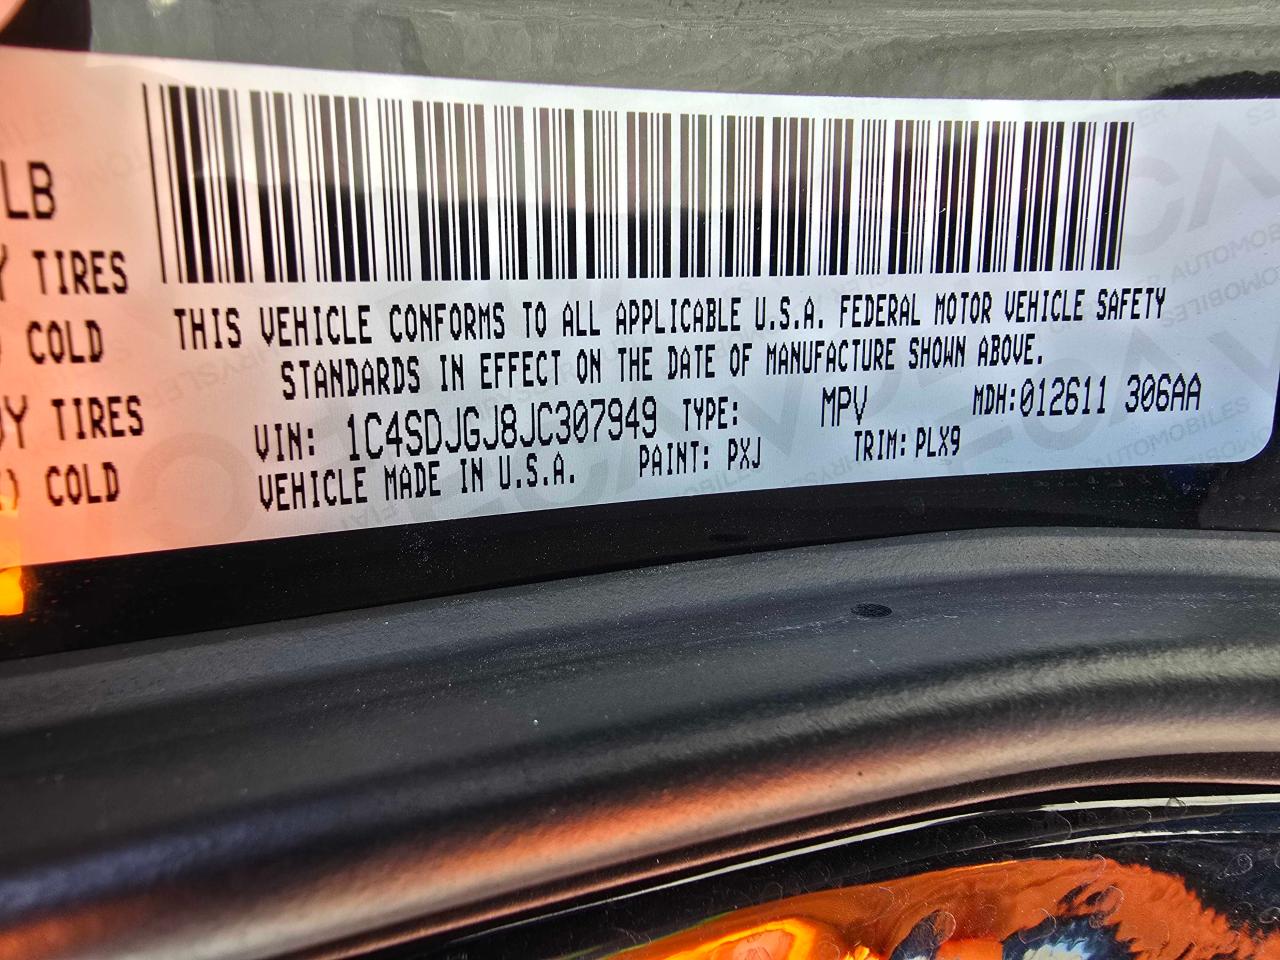 LB
TIRES
COLD
Y TIRES
) COLD
THIS VEHICLE CONFORMS TO ALL APPLICABLE U.S.A. FEDERAL MOTOR VEHICLE SAFETY
STANDARDS IN EFFECT ON THE DATE OF MANUFACTURE SHOWN ABOVE.
VIN: 1C4SDJGJ8JC307949 TYPE: MPV MDH:012611 306AA
VEHICLE MADE IN U.S.A. PAINT: PXJ TRIM: PLX9